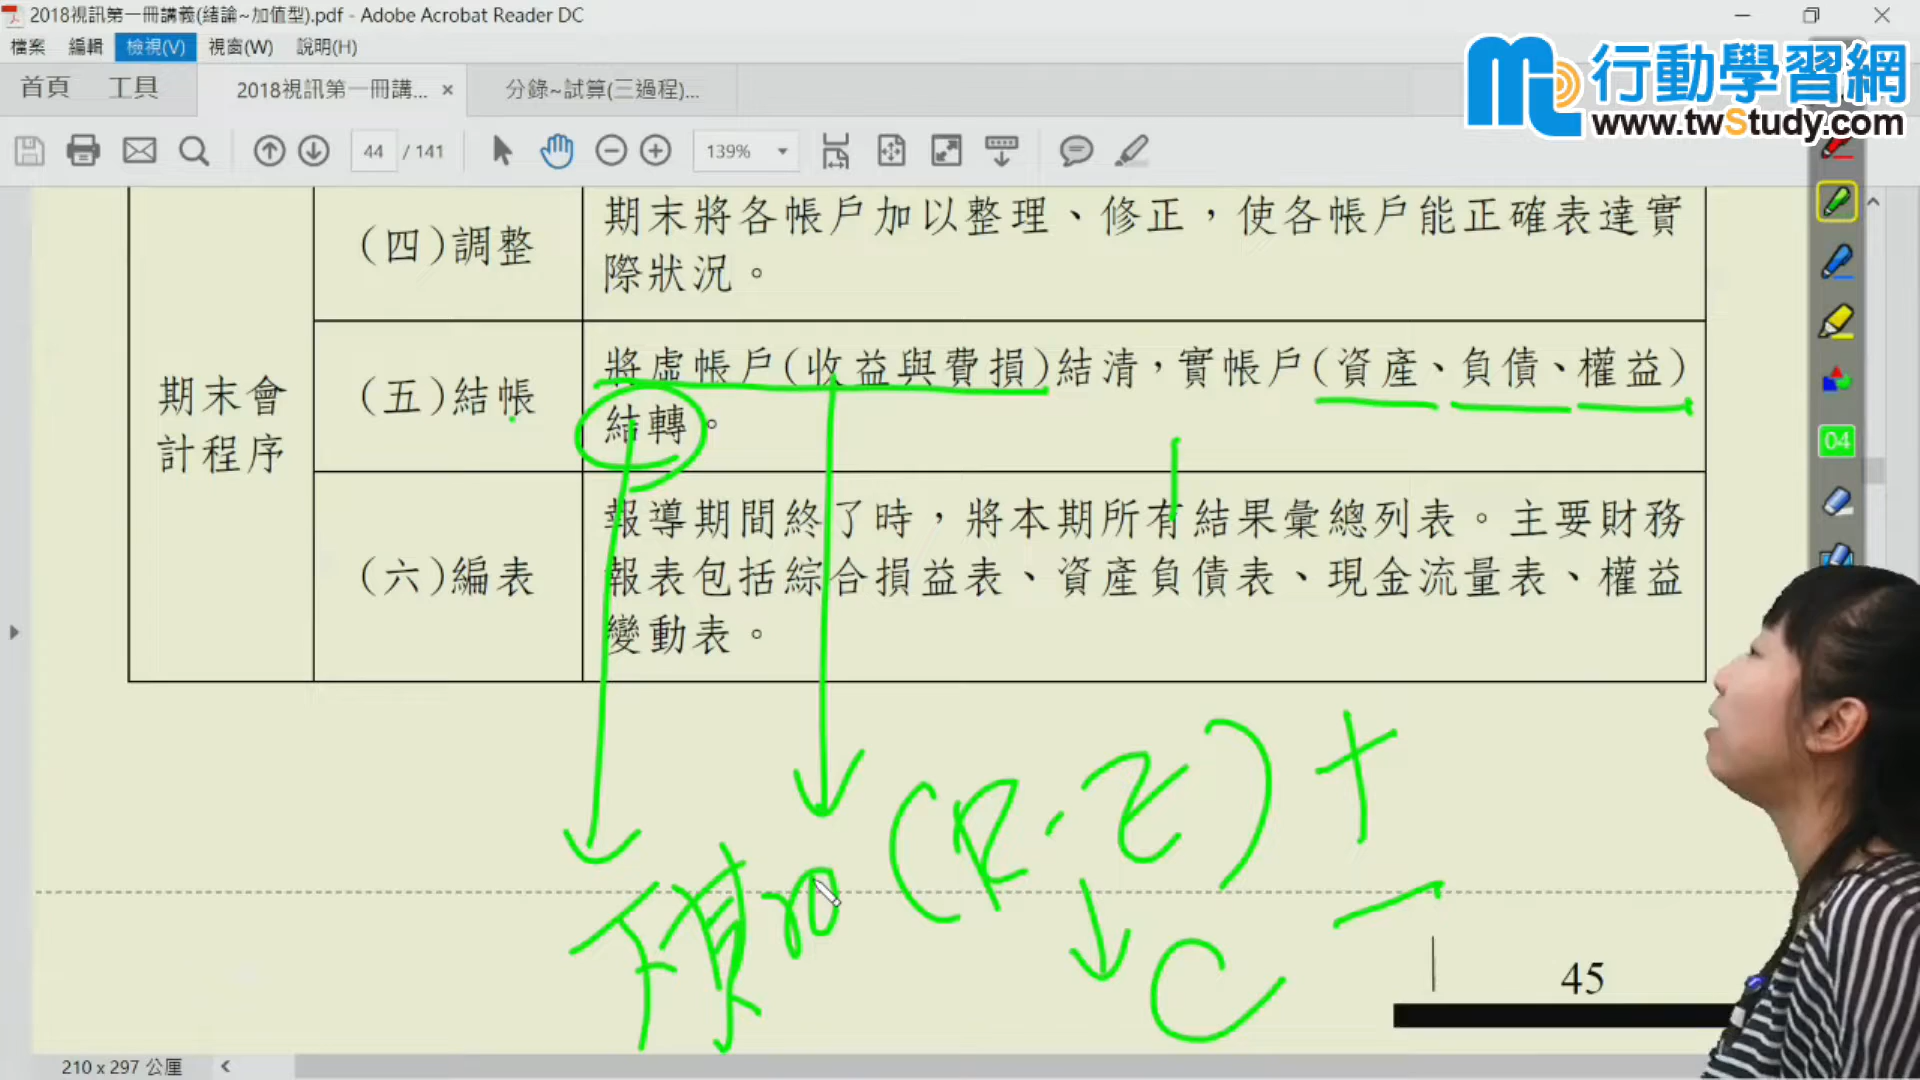 2018視訊第一冊講義(緒論~加值型).pdf - Adobe Acrobat Reader DC
檔案 編輯 檢視(V) 視窗(W) 說明(H)
首頁 工具 2018視訊第一冊講... × 分錄~試算(三過程)...
行動學習網
www.twStudy.com
44 / 141 139%
(四)調整
期末將各帳戶加以整理、修正，使各帳戶能正確表達實
際狀況。
期末會
計程序
(五)結帳
將虛帳戶(收益與費損)結清，實帳戶(資產、負債、權益)
結轉。
(六)編表
報導期間終了時，將本期所有結果彙總列表。主要財務
報表包括綜合損益表、資產負債表、現金流量表、權益
變動表。
04
(R-E) +
C
45
210 x 297 公厘